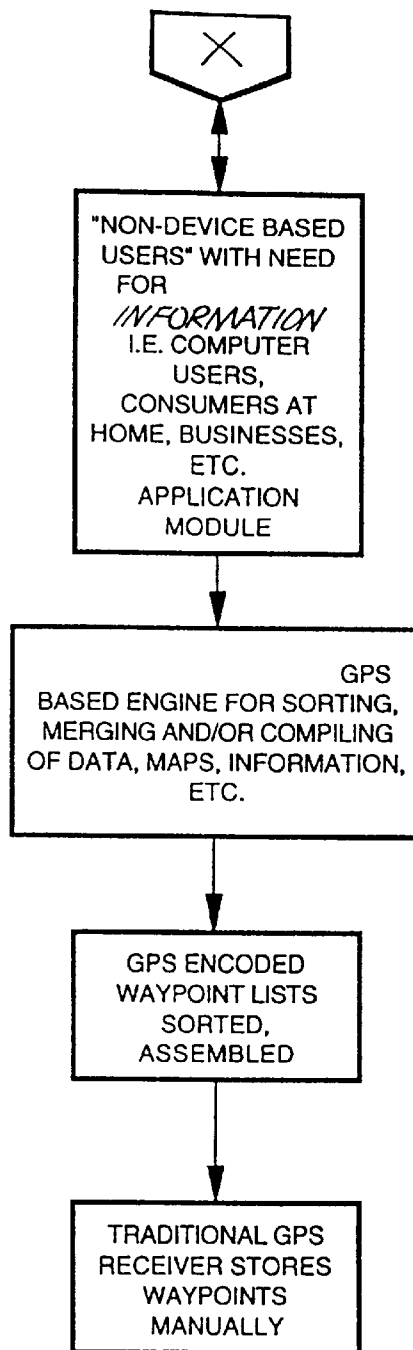 X
"NON-DEVICE BASED
USERS" WITH NEED
FOR
INFORMATION
I.E. COMPUTER
USERS,
CONSUMERS AT
HOME, BUSINESSES,
ETC.
APPLICATION
MODULE
GPS
BASED ENGINE FOR SORTING,
MERGING AND/OR COMPILING
OF DATA, MAPS, INFORMATION,
ETC.
GPS ENCODED
WAYPOINT LISTS
SORTED,
ASSEMBLED
TRADITIONAL GPS
RECEIVER STORES
WAYPOINTS
MANUALLY